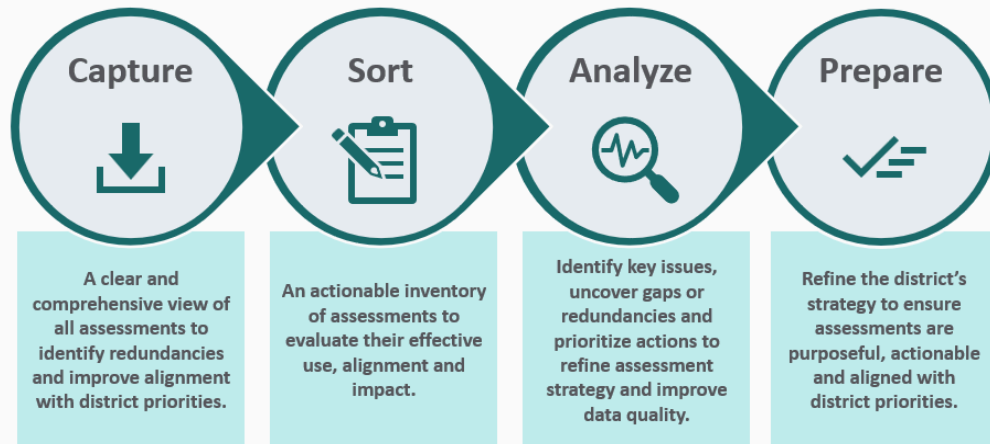 Capture
A clear and
comprehensive view of
all assessments to
identify redundancies
and improve alignment
with district priorities.
Sort
An actionable inventory
of assessments to
evaluate their effective
use, alignment and
impact.
Analyze
Identify key issues,
uncover gaps or
redundancies and
prioritize actions to
refine assessment
strategy and improve
data quality.
Prepare
Refine the district's
strategy to ensure
assessments are
purposeful, actionable
and aligned with
district priorities.